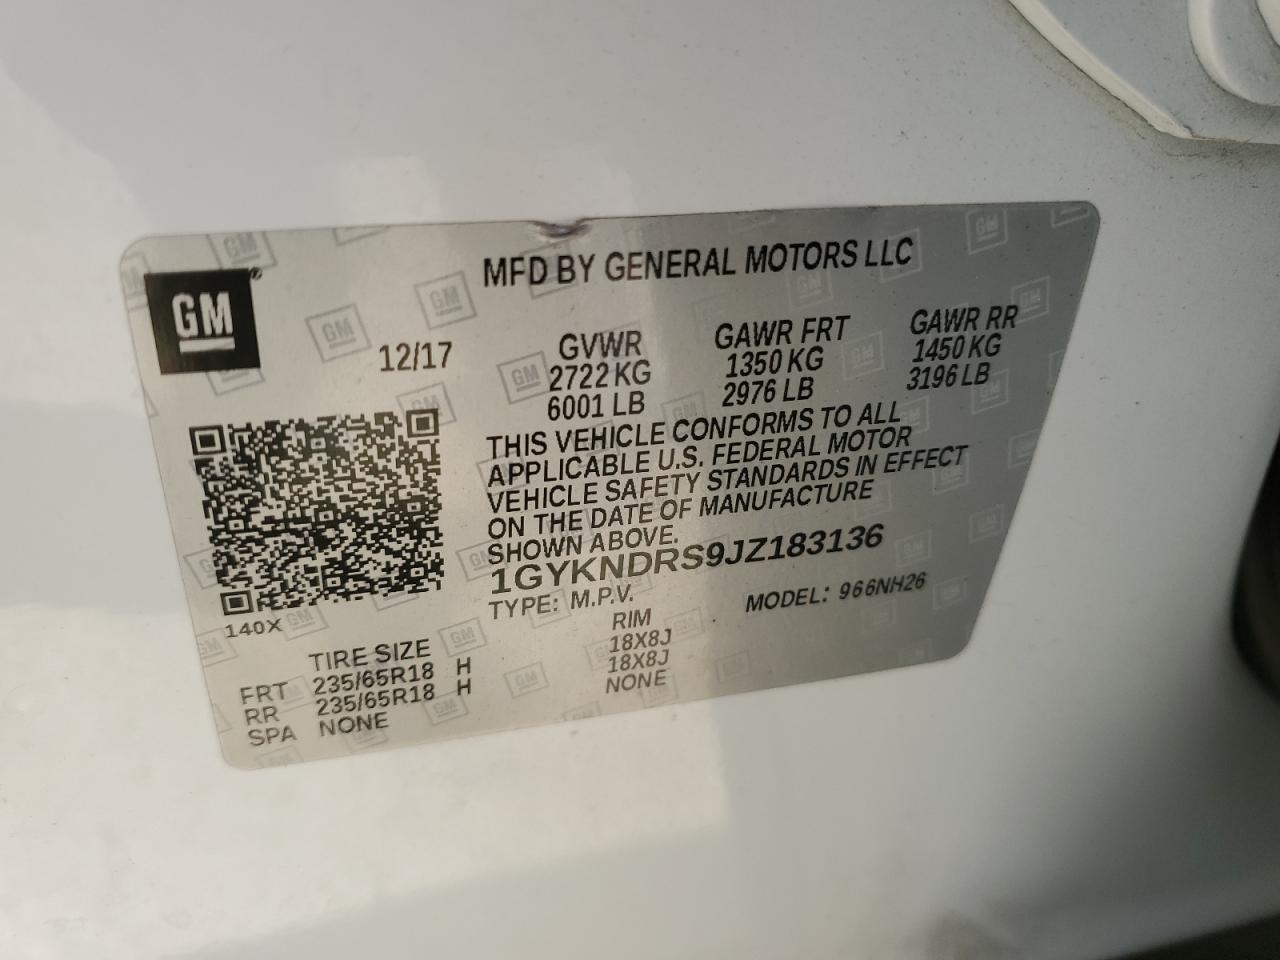 MFD BY GENERAL MOTORS LLC
GM®
12/17
GVWR GAWR FRT GAWR RR
2722 KG 1350 KG 1450 KG
6001 LB 2976 LB 3196 LB
THIS VEHICLE CONFORMS TO ALL
APPLICABLE U.S. FEDERAL MOTOR
VEHICLE SAFETY STANDARDS IN EFFECT
ON THE DATE OF MANUFACTURE
SHOWN ABOVE.
1GYKNDRS9JZ183136
TYPE: M.P.V. MODEL: 966NH26
140X
TIRE SIZE RIM
FRT 235/65R18 H 18X8J
RR 235/65R18 H 18X8J
SPA NONE NONE